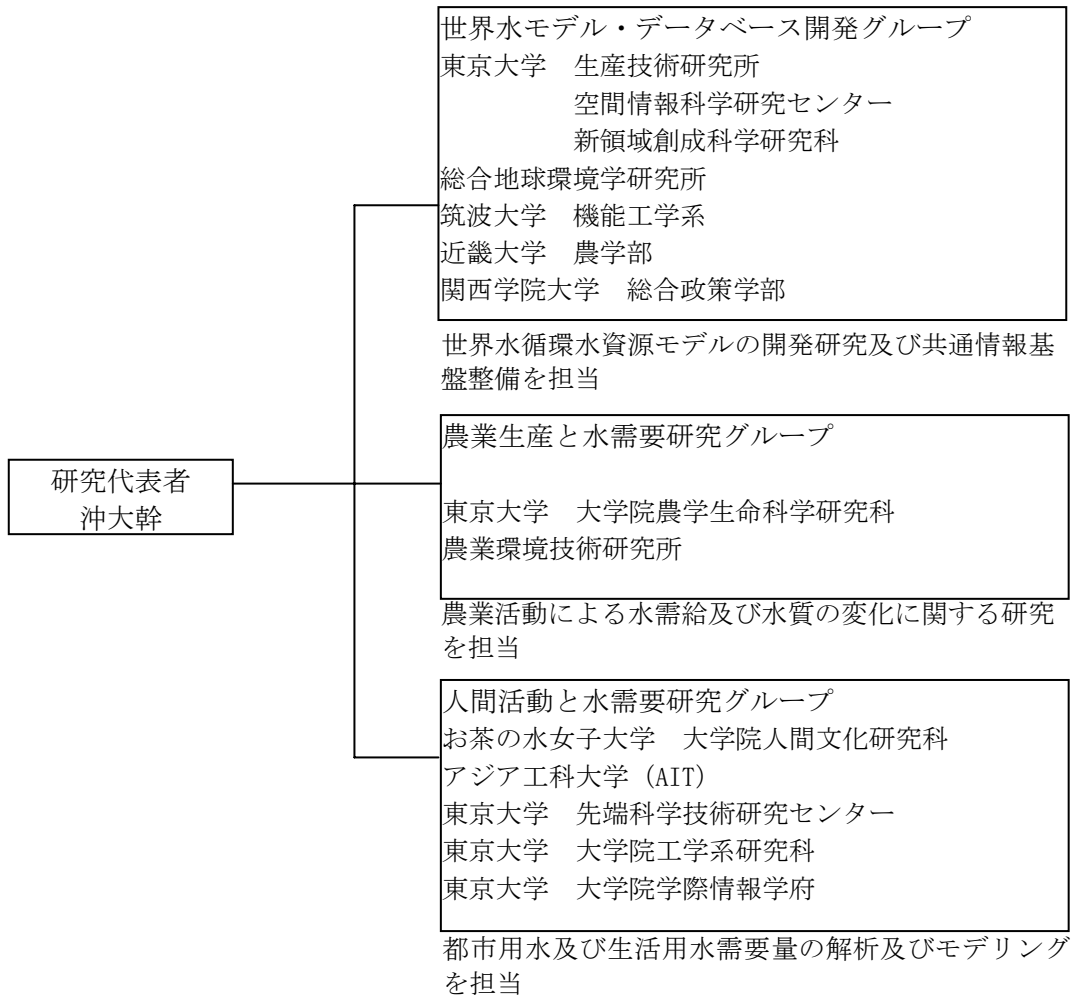 世界水モデル・データベース開発グループ
東京大学　生産技術研究所
空間情報科学研究センター
新領域創成科学研究科
総合地球環境学研究所
筑波大学　機能工学系
近畿大学　農学部
関西学院大学　総合政策学部
世界水循環水資源モデルの開発研究及び共通情報基
盤整備を担当
研究代表者
沖大幹
農業生産と水需要研究グループ
東京大学　大学院農学生命科学研究科
農業環境技術研究所
農業活動による水需給及び水質の変化に関する研究
を担当
人間活動と水需要研究グループ
お茶の水女子大学　大学院人間文化研究科
アジア工科大学 (AIT)
東京大学　先端科学技術研究センター
東京大学　大学院工学系研究科
東京大学　大学院学際情報学府
都市用水及び生活用水需要量の解析及びモデリング
を担当